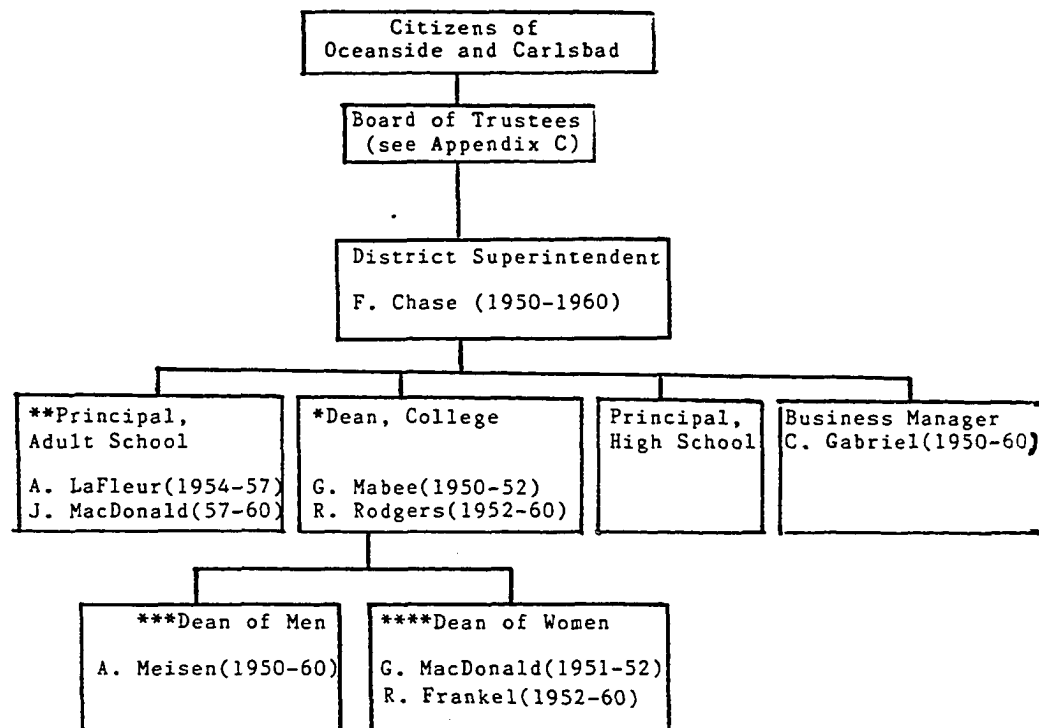 Citizens of
Oceanside and Carlsbad
Board of Trustees
(see Appendix C)
District Superintendent
F. Chase (1950-1960)
**Principal,
Adult School
A. LaFleur(1954-57)
J. MacDonald(57-60)
*Dean, College
G. Mabee(1950-52)
R. Rodgers(1952-60)
Principal,
High School
Business Manager
C. Gabriel(1950-60)
***Dean of Men
A. Meisen(1950-60)
****Dean of Women
G. MacDonald(1951-52)
R. Frankel(1952-60)